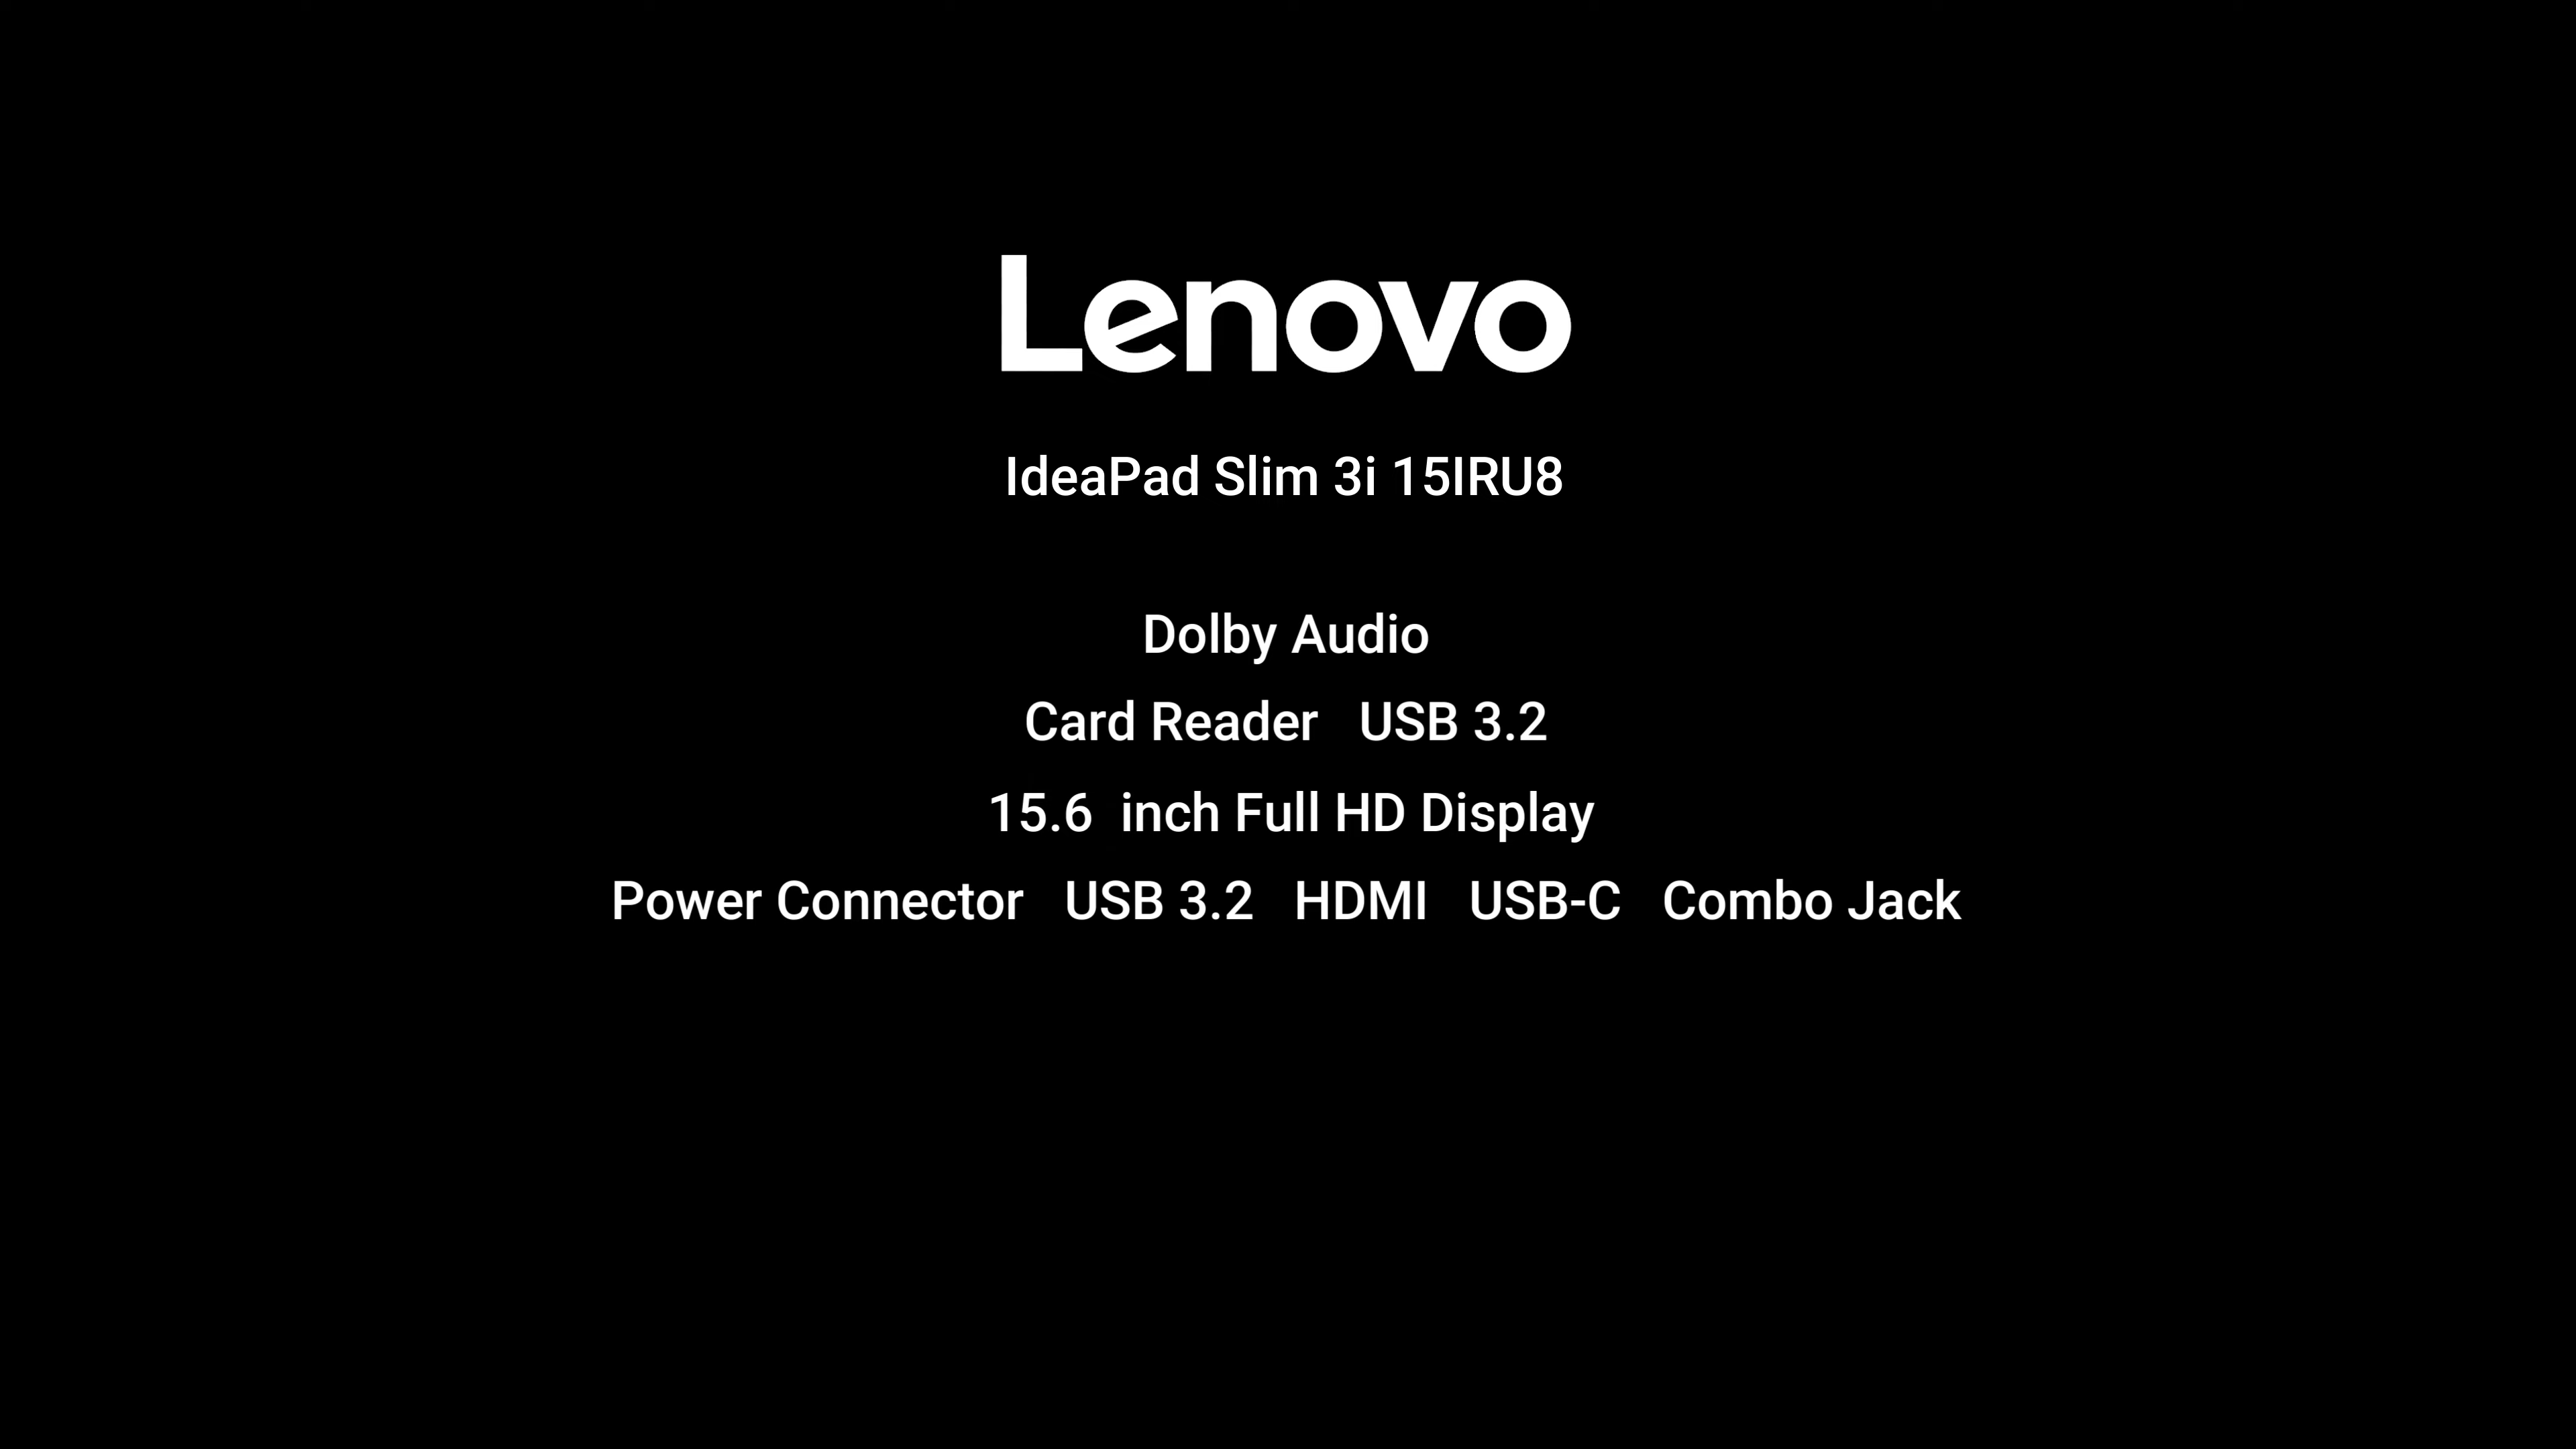 Lenovo
IdeaPad Slim 3i 15IRU8
Dolby Audio
Card Reader   USB 3.2
15.6  inch Full HD Display
Power Connector   USB 3.2   HDMI   USB-C   Combo Jack